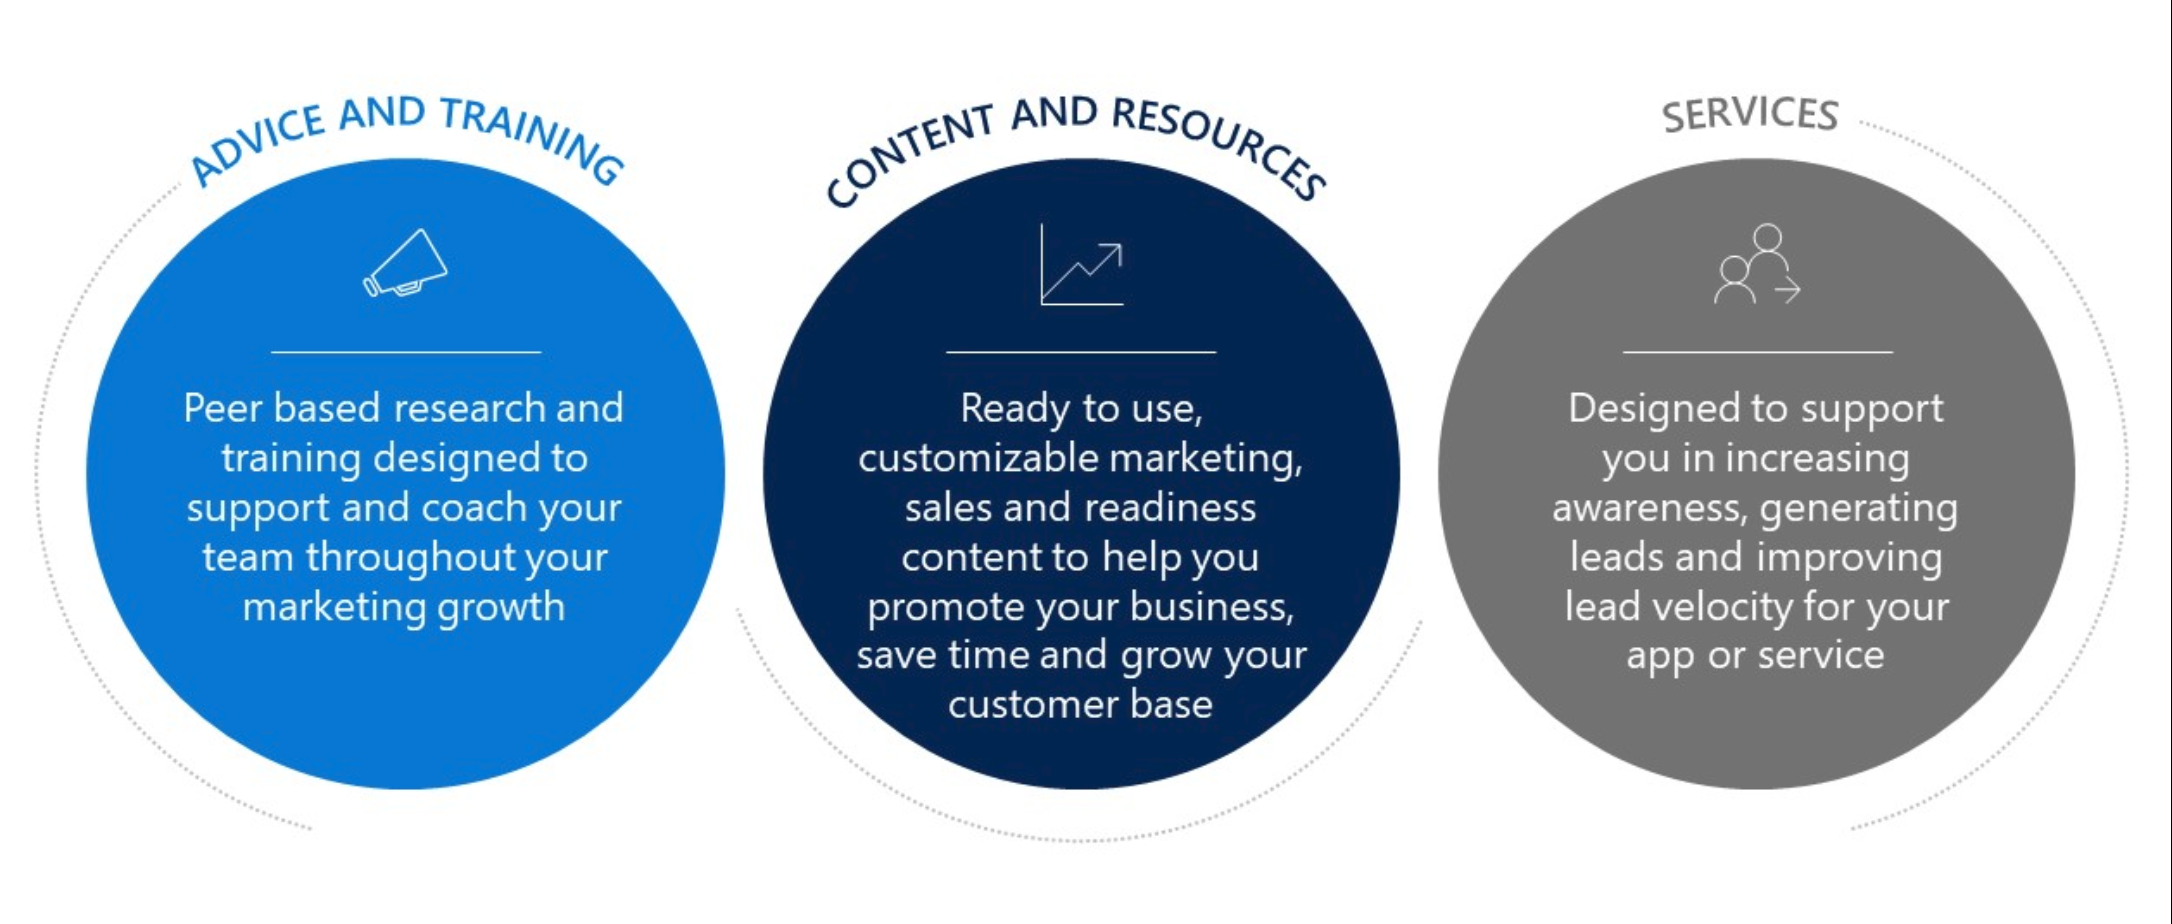 ADVICE AND TRAINING
Peer based research and
training designed to
support and coach your
team throughout your
marketing growth
CONTENT AND RESOURCES
Ready to use,
customizable marketing,
sales and readiness
content to help you
promote your business,
save time and grow your
customer base
SERVICES
Designed to support
you in increasing
awareness, generating
leads and improving
lead velocity for your
app or service